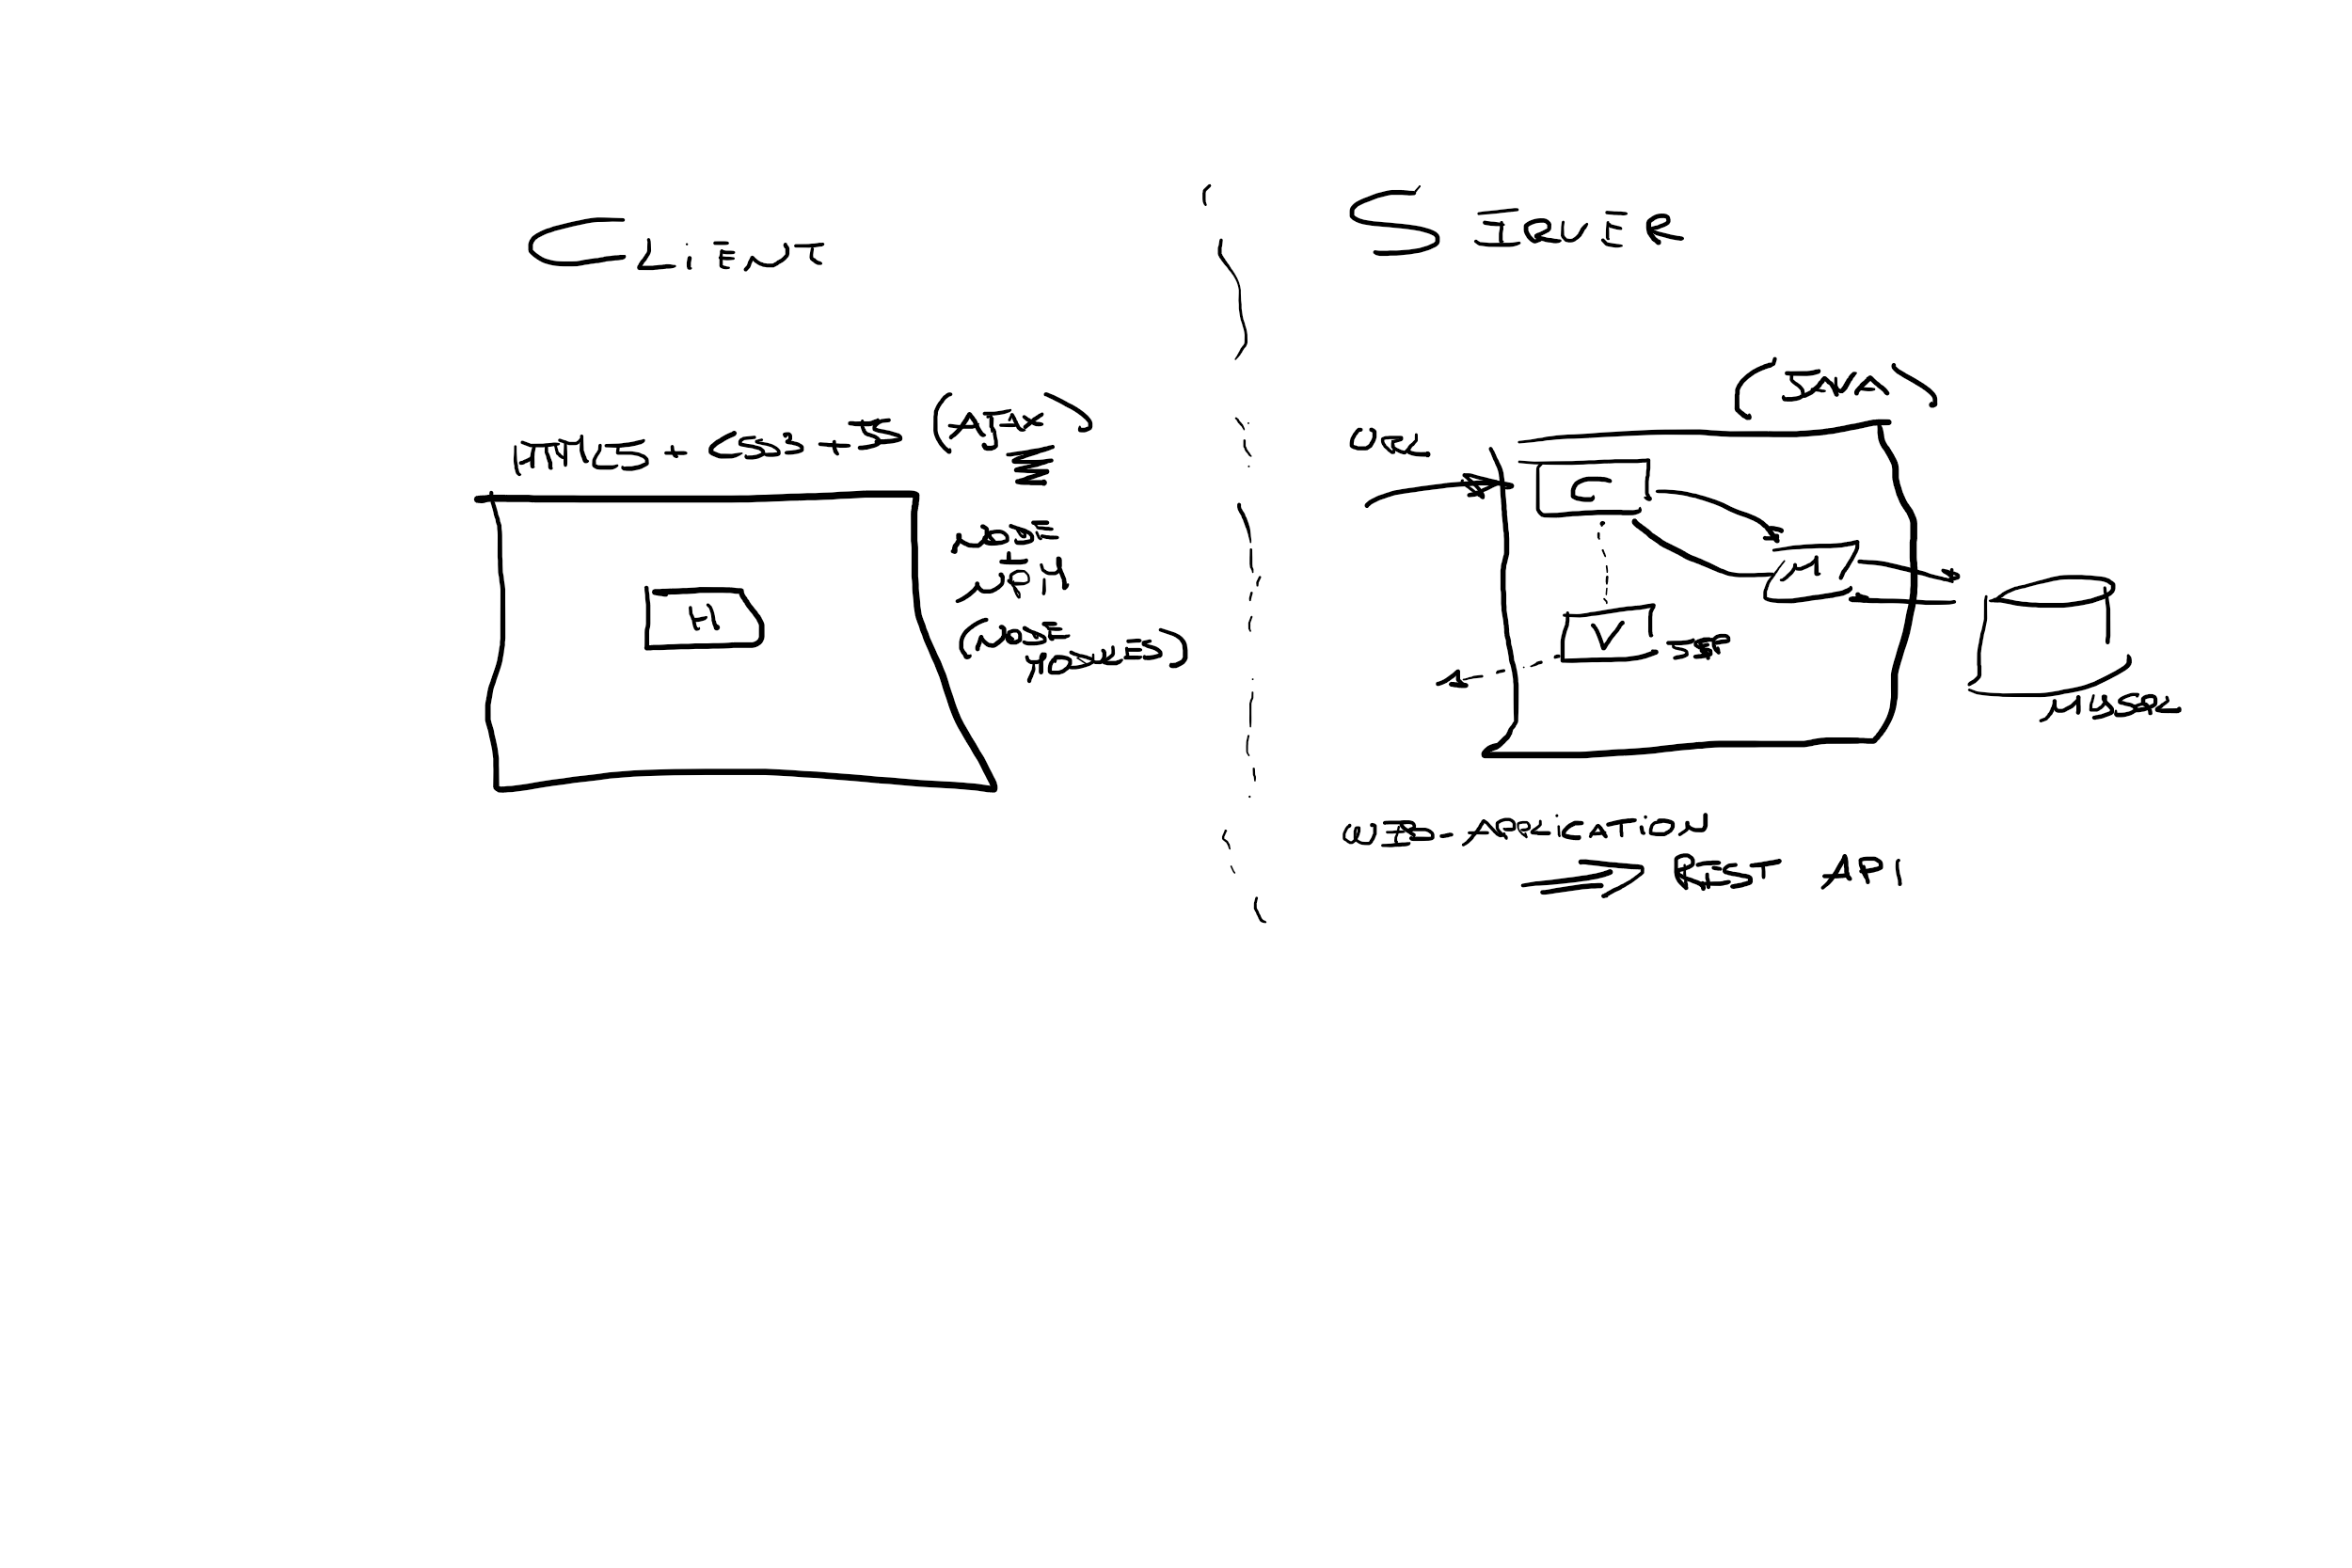 CLiENT
SERVER
HTML5 + CSS3 + JS (AJAX)
NODE
+
NPM
(NODE
MODULES)
H
(JAVA)
URL
C
M
V
JSP
MYSQL
WEB-APPLiCATiON
REST API